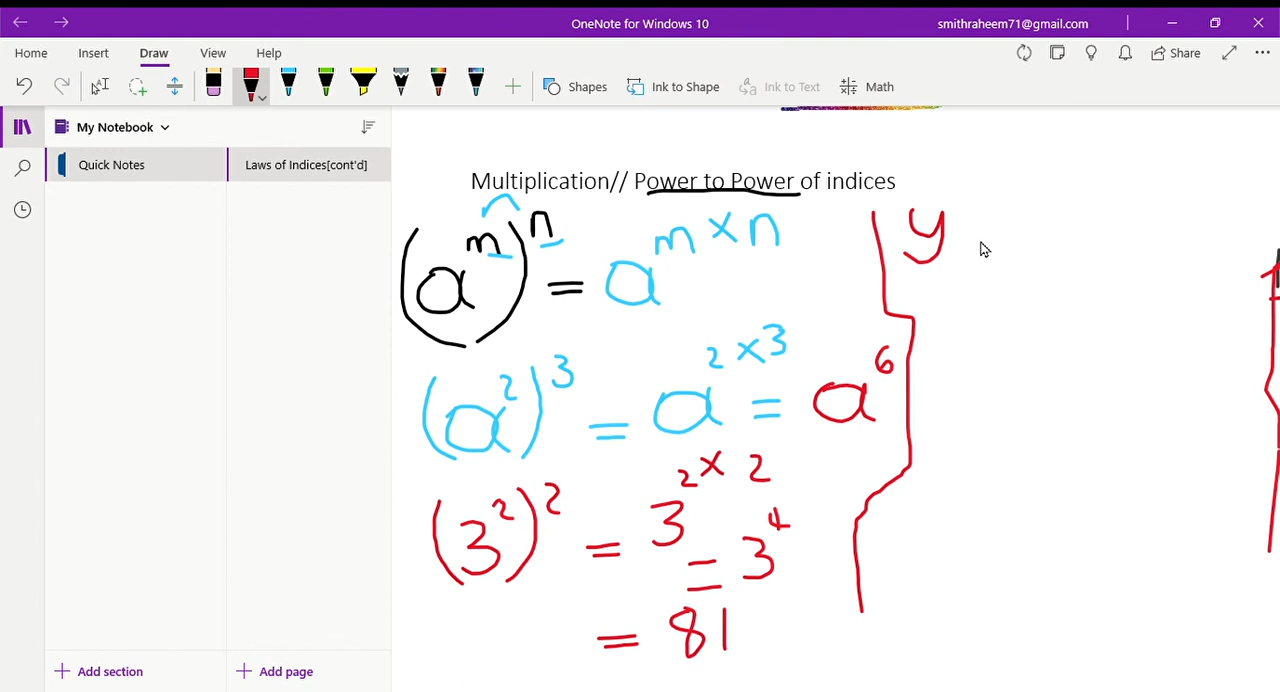 OneNote for Windows 10
smithraheem71@gmail.com
Home Insert Draw View Help
Share
Shapes Ink to Shape Ink to Text Math
My Notebook
Quick Notes
Laws of Indices[cont'd]
Multiplication// Power to Power of indices
(a^m)^n = a^(m × n)
y
(a^2)^3 = a^(2 × 3) = a^6
(3^2)^2 = 3^(2 × 2)
= 3^4
= 81
Add section
Add page